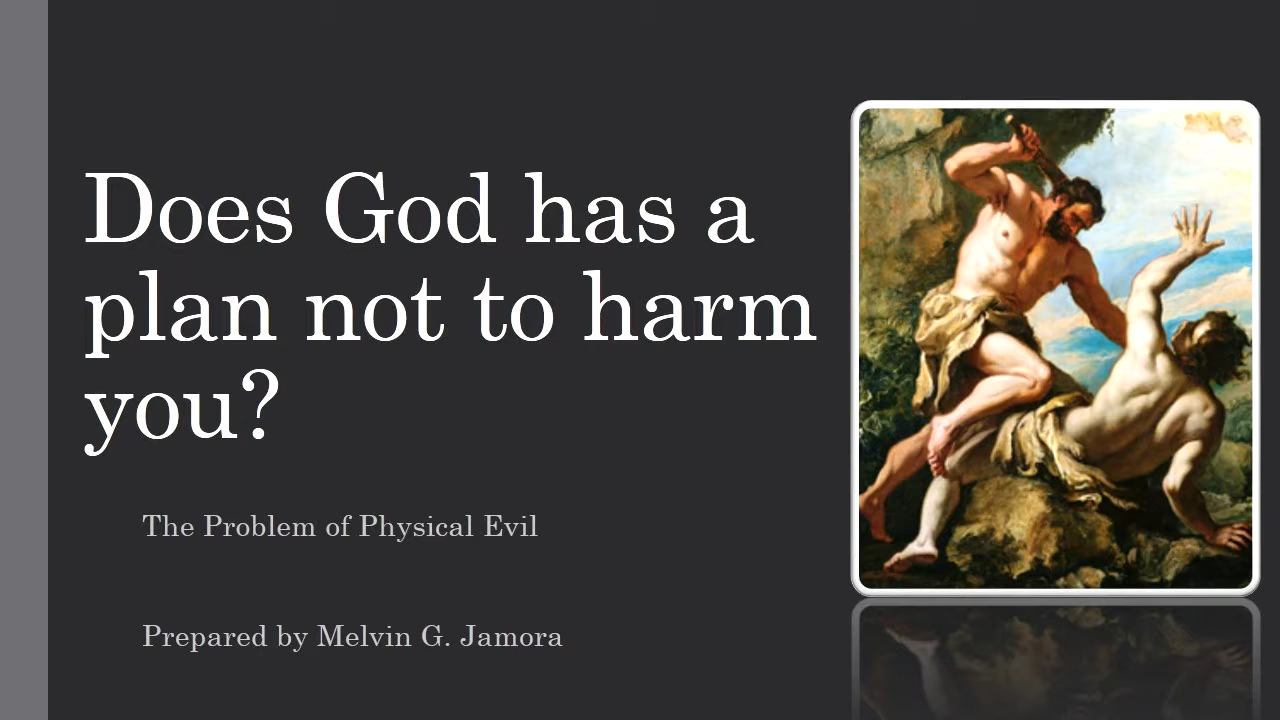 Does God has a
plan not to harm
you?
The Problem of Physical Evil
Prepared by Melvin G. Jamora